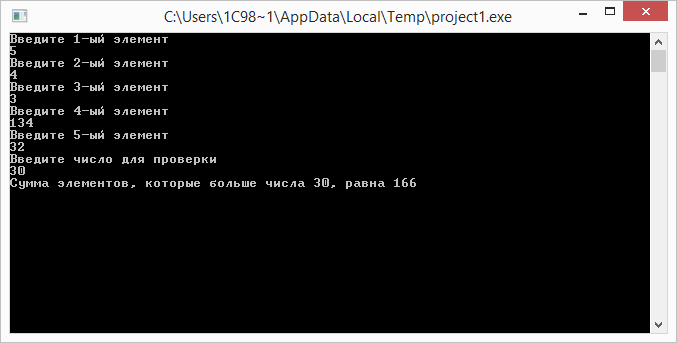 C:\Users\1C98~1\AppData\Local\Temp\project1.exe
Введите 1-ый элемент
5
Введите 2-ый элемент
4
Введите 3-ый элемент
3
Введите 4-ый элемент
134
Введите 5-ый элемент
32
Введите число для проверки
30
Сумма элементов, которые больше числа 30, равна 166